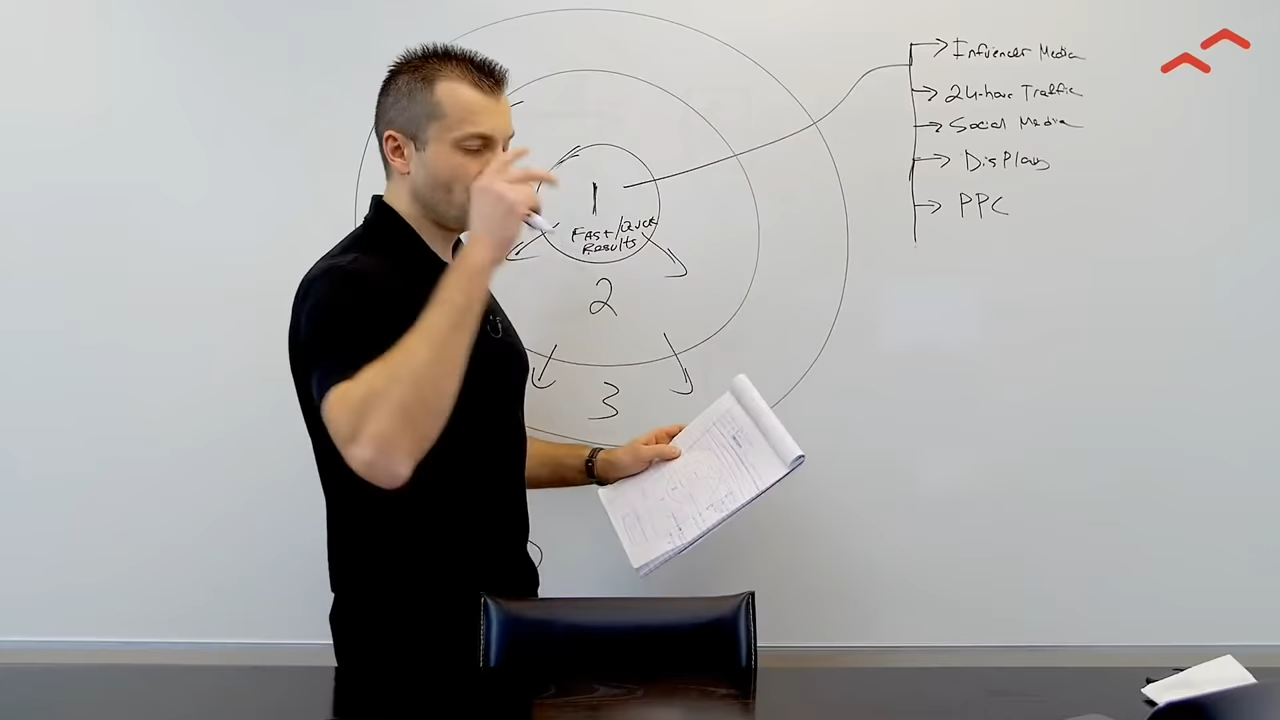 1
Fast/Quick
Results
2
3
Influencer Media
24-hour Traffic
Social Media
Display
PPC